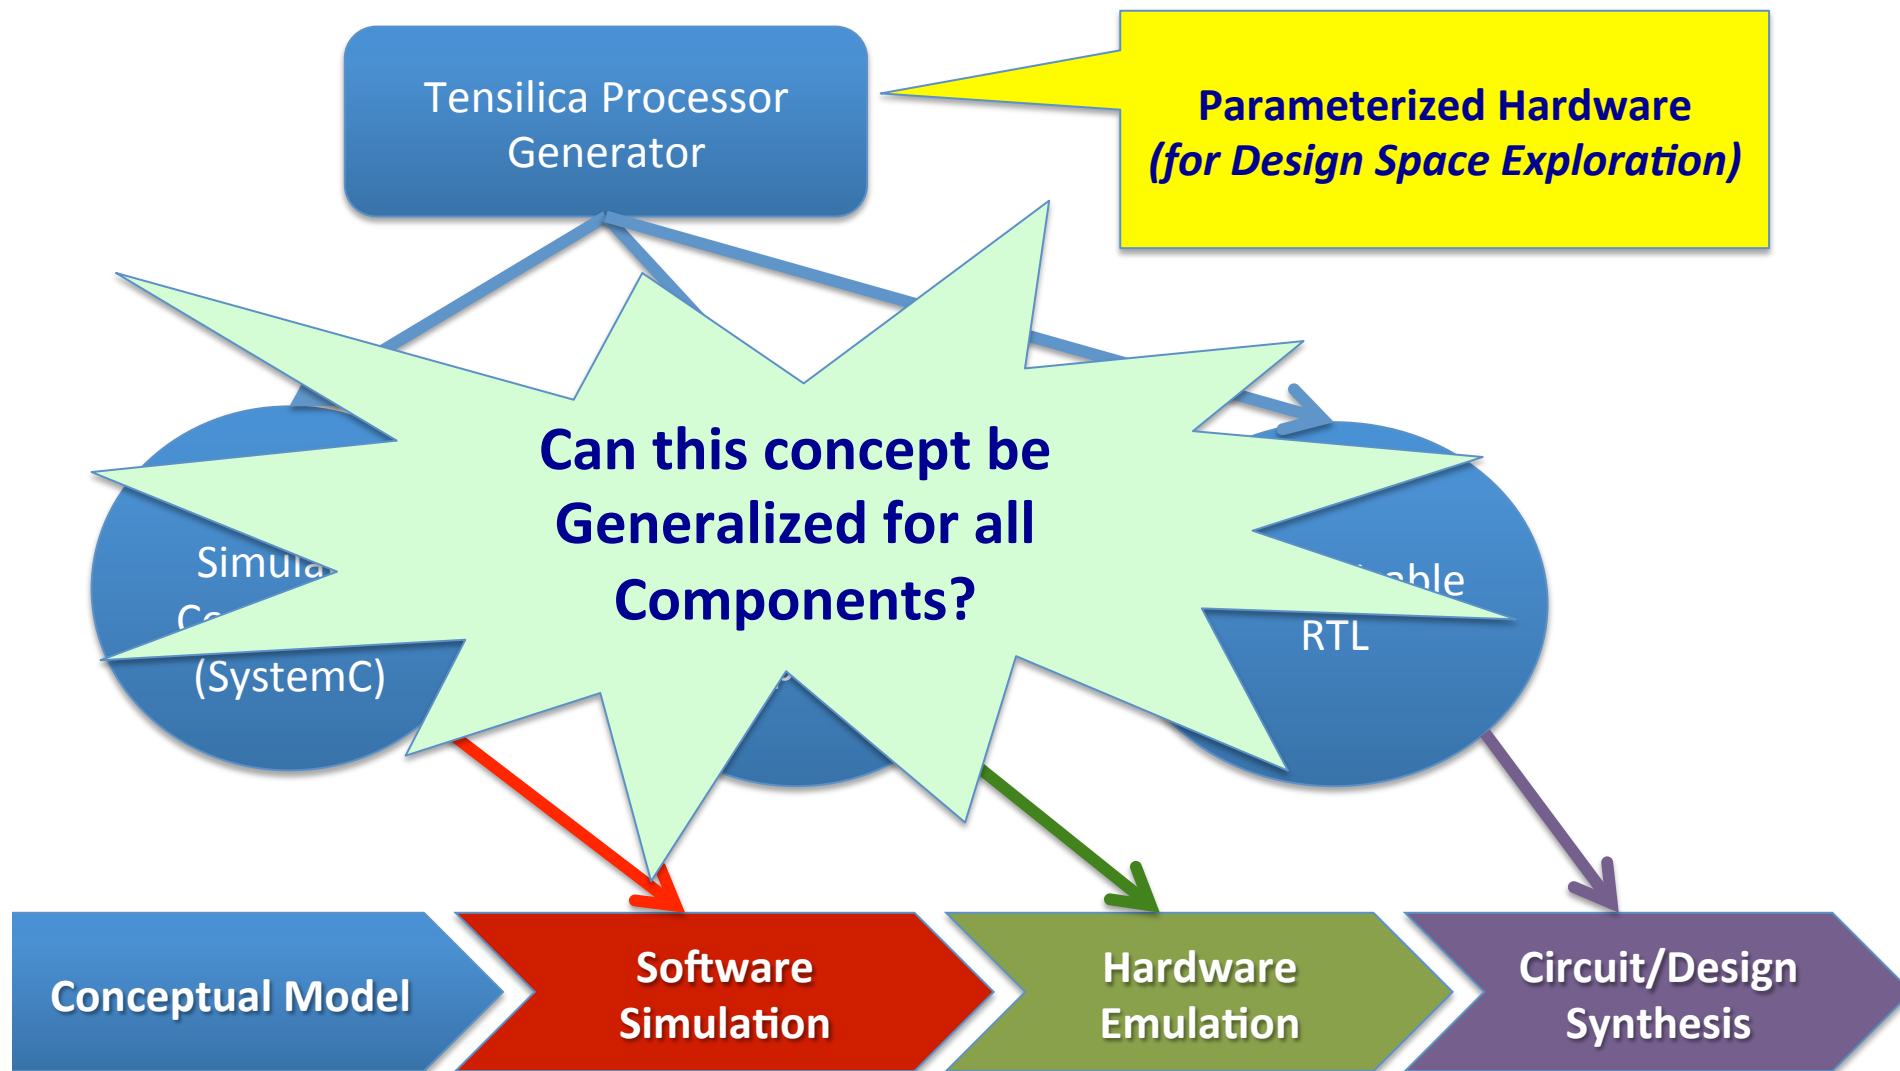 Tensilica Processor
Generator
Parameterized Hardware
(for Design Space Exploration)
Can this concept be
Generalized for all
Components?
(SystemC)
RTL
Conceptual Model
Software
Simulation
Hardware
Emulation
Circuit/Design
Synthesis